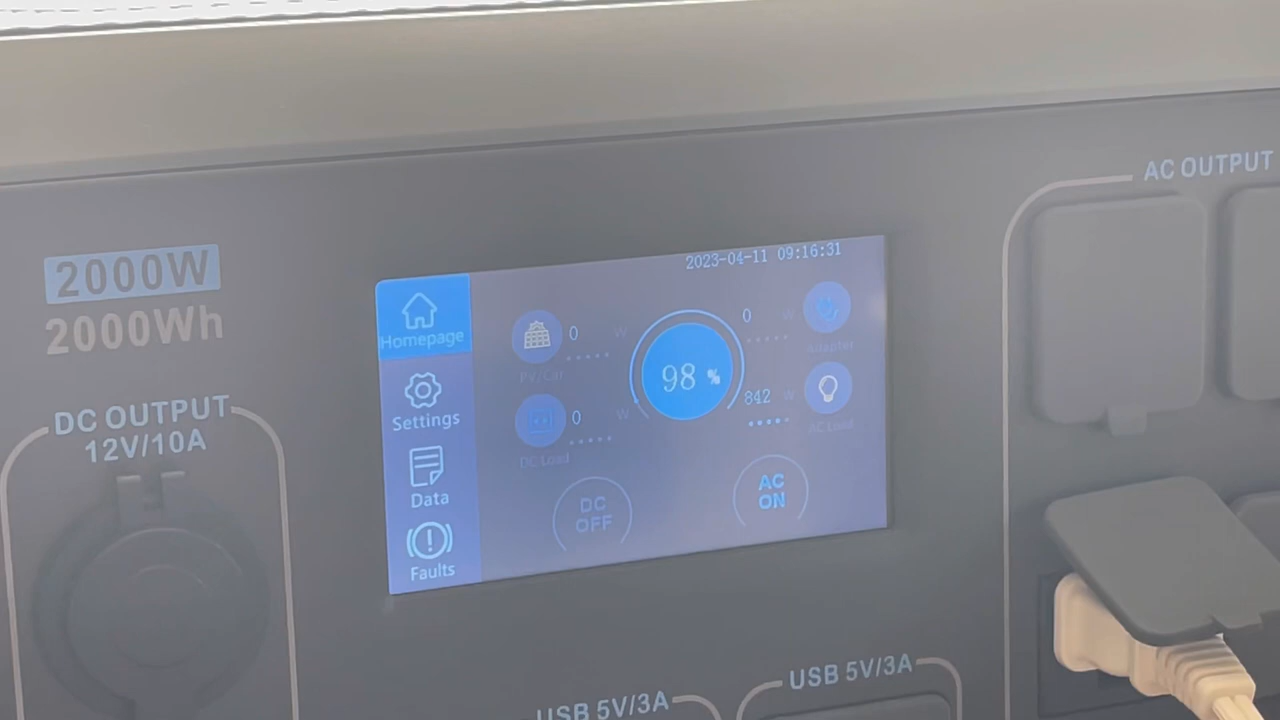 AC OUTPUT
2000W
2000Wh
DC OUTPUT
12V/10A
2023-04-11 09:16:31
Homepage
Settings
Data
Faults
0 W
PV/Car
0 W
DC Load
98 %
0 W
Adapter
842 W
AC Load
DC
OFF
AC
ON
USB 5V/3A
USB 5V/3A